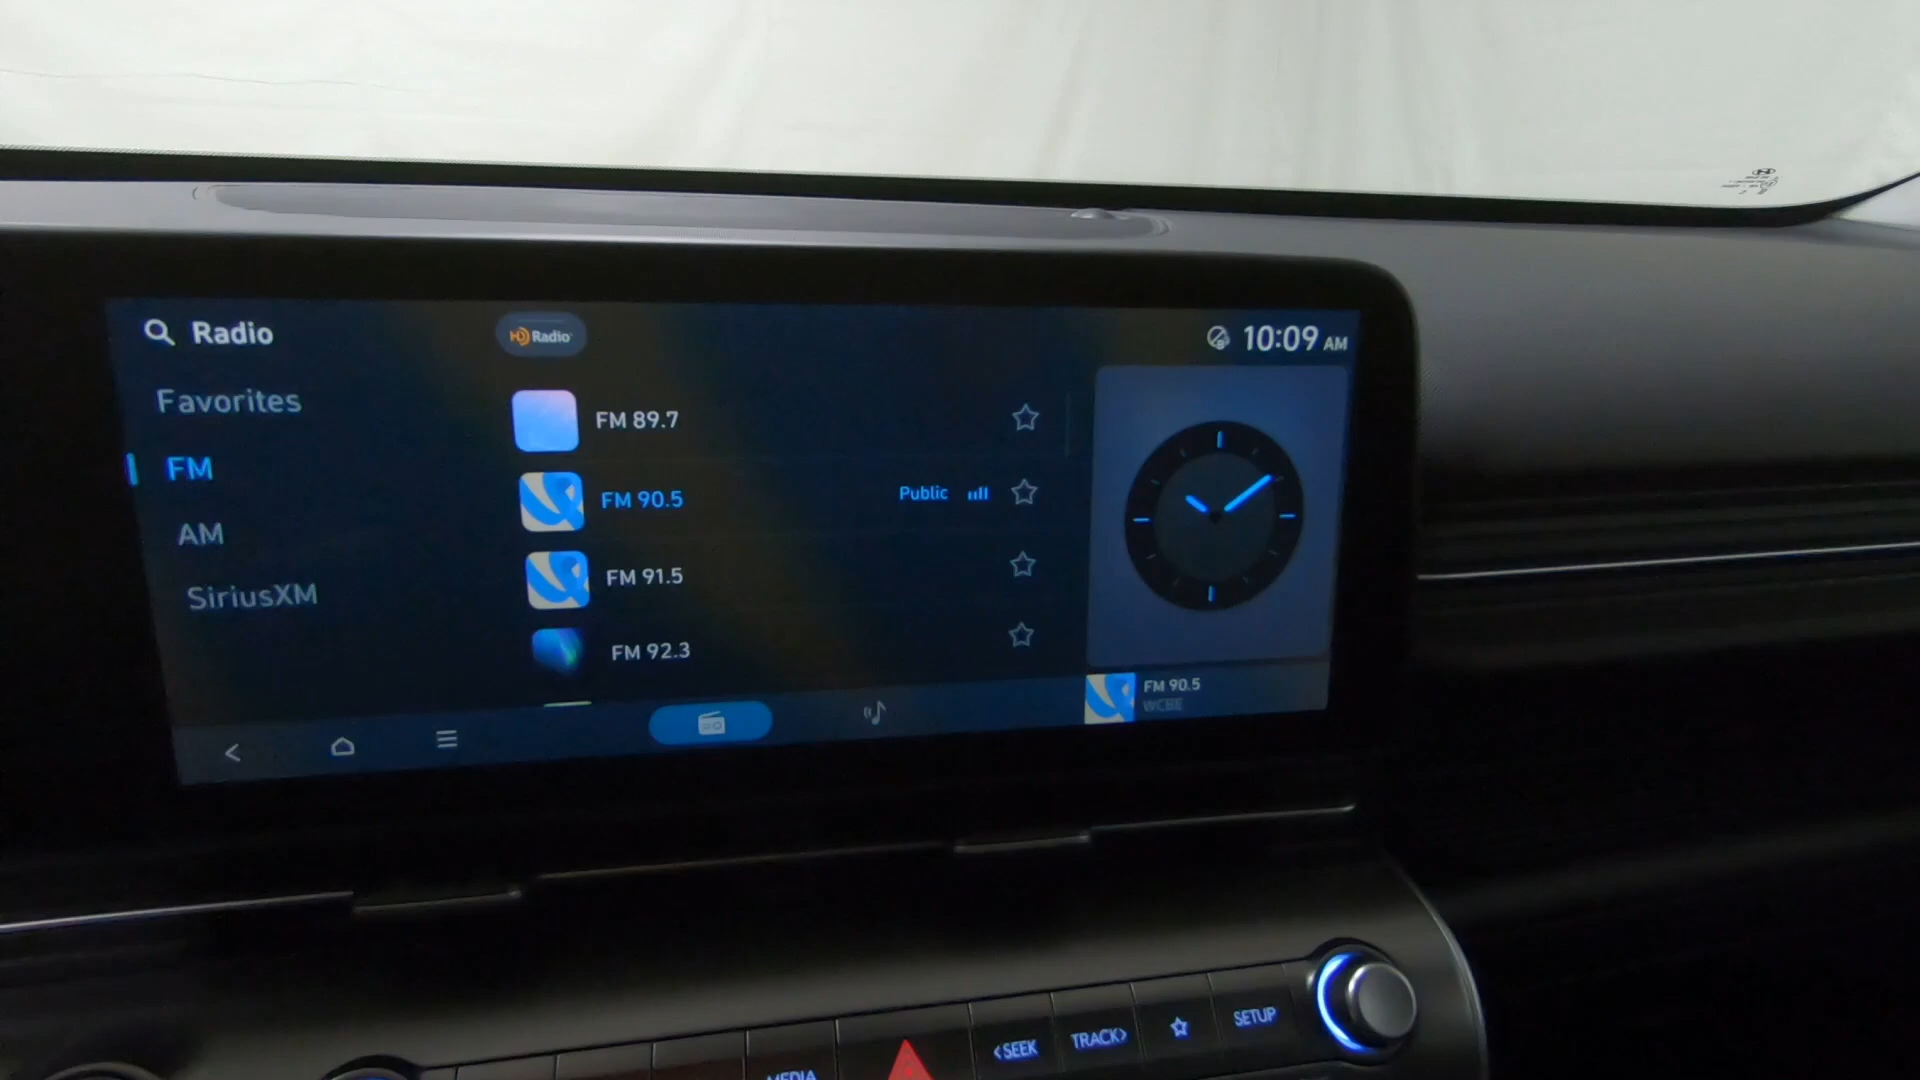 Radio
HD Radio
10:09 AM
Favorites
FM
AM
SiriusXM
FM 89.7
FM 90.5
Public
FM 91.5
FM 92.3
FM 90.5
WCBE
MEDIA
<SEEK
TRACK>
SETUP